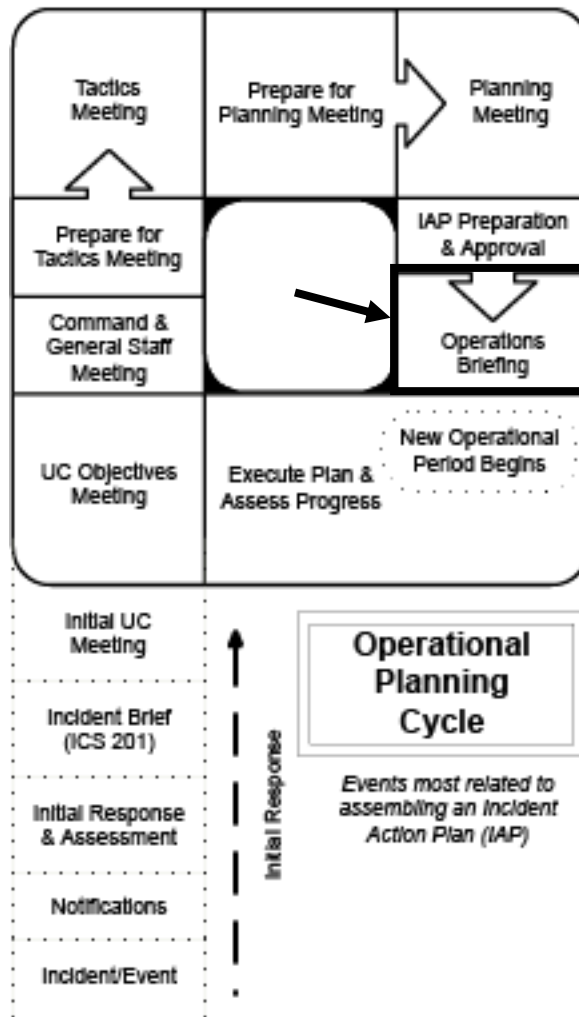 Tactics
Meeting
Prepare for
Planning Meeting
Planning
Meeting
Prepare for
Tactics Meeting
IAP Preparation
& Approval
Command &
General Staff
Meeting
Operations
Briefing
UC Objectives
Meeting
Execute Plan &
Assess Progress
New Operational
Period Begins
Initial UC
Meeting
Incident Brief
(ICS 201)
Initial Response
& Assessment
Notifications
Incident/Event
Initial Response
Operational
Planning
Cycle
Events most related to
assembling an Incident
Action Plan (IAP)